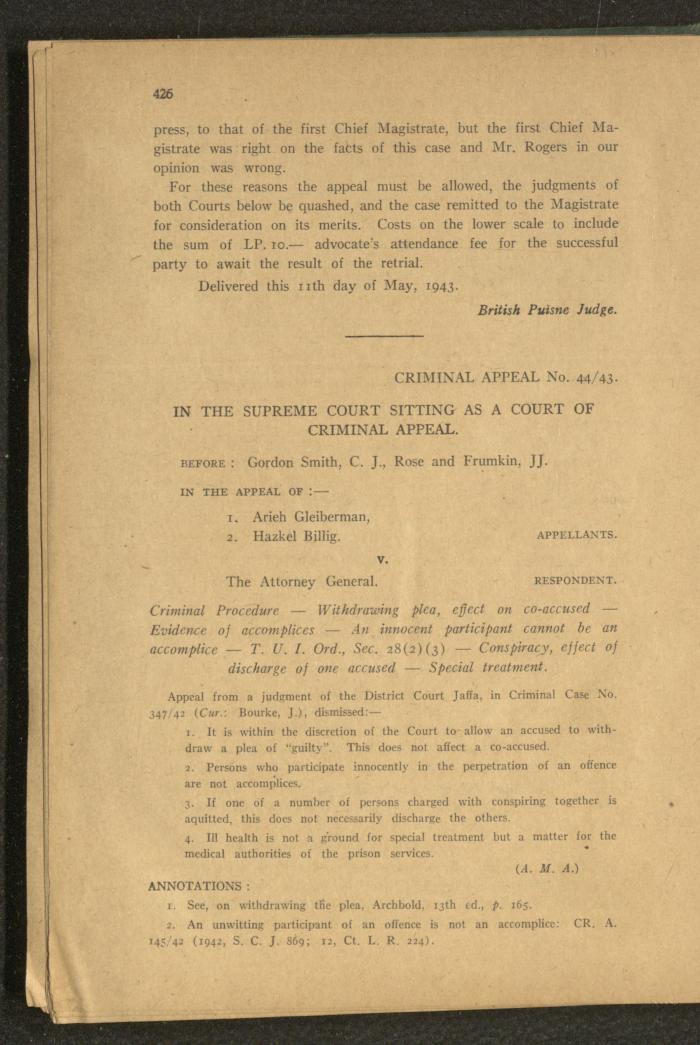 426
press, to that of the first Chief Magistrate, but the first Chief Ma-
gistrate was right on the facts of this case and Mr. Rogers in our
opinion was wrong.
For these reasons the appeal must be allowed, the judgments of
both Courts below be quashed, and the case remitted to the Magistrate
for consideration on its merits. Costs on the lower scale to include
the sum of LP. 10.— advocate's attendance fee for the successful
party to await the result of the retrial.
Delivered this 11th day of May, 1943.
British Puisne Judge.
CRIMINAL APPEAL No. 44/43.
IN THE SUPREME COURT SITTING AS A COURT OF
CRIMINAL APPEAL.
BEFORE : Gordon Smith, C. J., Rose and Frumkin, JJ.
IN THE APPEAL OF :—
1. Arieh Gleiberman,
2. Hazkel Billig. APPELLANTS.
v.
The Attorney General. RESPONDENT.
Criminal Procedure — Withdrawing plea, effect on co-accused —
Evidence of accomplices — An innocent participant cannot be an
accomplice — T. U. I. Ord., Sec. 28(2)(3) — Conspiracy, effect of
discharge of one accused — Special treatment.
Appeal from a judgment of the District Court Jaffa, in Criminal Case No.
347/42 (Cur.: Bourke, J.), dismissed:—
1. It is within the discretion of the Court to allow an accused to with-
draw a plea of "guilty". This does not affect a co-accused.
2. Persons who participate innocently in the perpetration of an offence
are not accomplices.
3. If one of a number of persons charged with conspiring together is
aquitted, this does not necessarily discharge the others.
4. Ill health is not a ground for special treatment but a matter for the
medical authorities of the prison services.
(A. M. A.)
ANNOTATIONS :
1. See, on withdrawing the plea, Archbold, 13th ed., p. 165.
2. An unwitting participant of an offence is not an accomplice: CR. A.
145/42 (1942, S. C. J. 869; 12, Ct. L. R. 224).